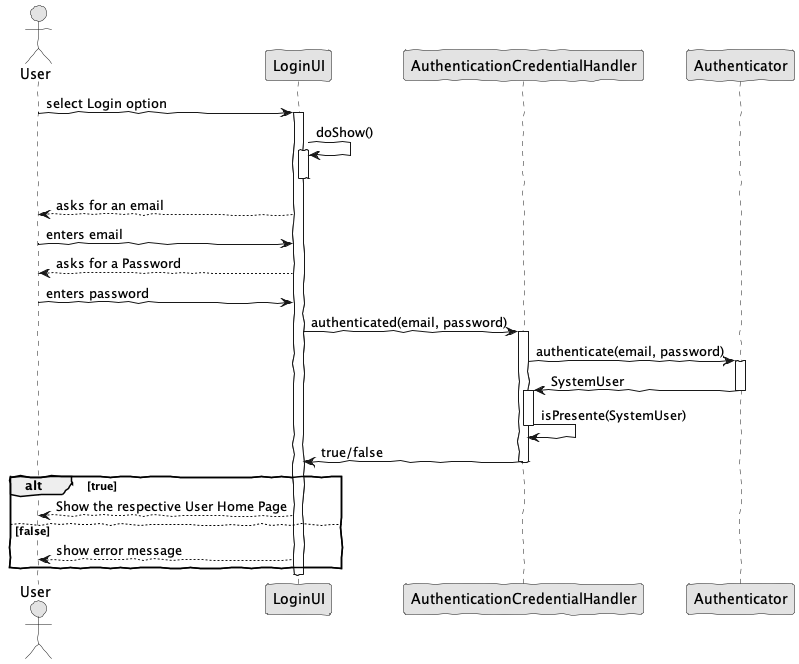 User
LoginUI
AuthenticationCredentialHandler
Authenticator
select Login option
doShow()
asks for an email
enters email
asks for a Password
enters password
authenticated(email, password)
authenticate(email, password)
SystemUser
isPresente(SystemUser)
true/false
alt
[true]
Show the respective User Home Page
[false]
show error message
User
LoginUI
AuthenticationCredentialHandler
Authenticator